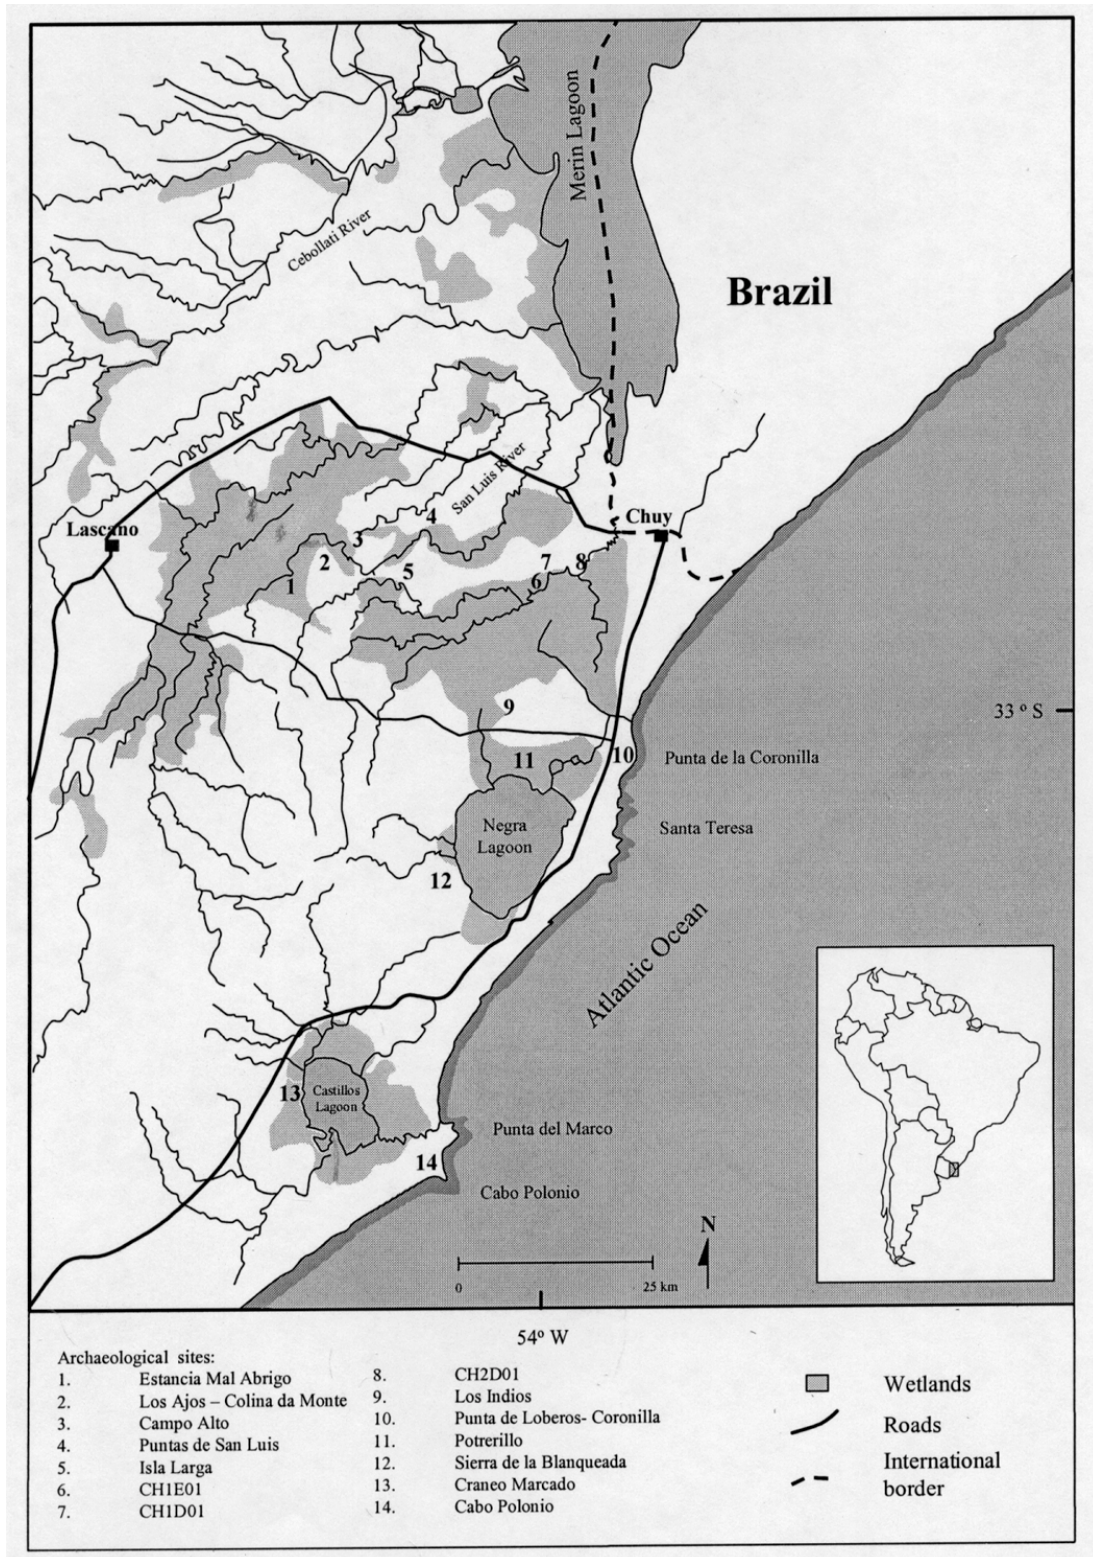 Merin Lagoon
Cebollati River
Brazil
San Luis River
Lascano
Chuy
1
2
3
4
5
6
7
8
9
33 º S
10
Punta de la Coronilla
11
Santa Teresa
Negra
Lagoon
12
Atlantic Ocean
13
Castillos
Lagoon
Punta del Marco
14
Cabo Polonio
N
0 25 km
54º W
Archaeological sites:
1. Estancia Mal Abrigo
2. Los Ajos – Colina da Monte
3. Campo Alto
4. Puntas de San Luis
5. Isla Larga
6. CH1E01
7. CH1D01
8. CH2D01
9. Los Indios
10. Punta de Loberos- Coronilla
11. Potrerillo
12. Sierra de la Blanqueada
13. Craneo Marcado
14. Cabo Polonio
Wetlands
Roads
International
border